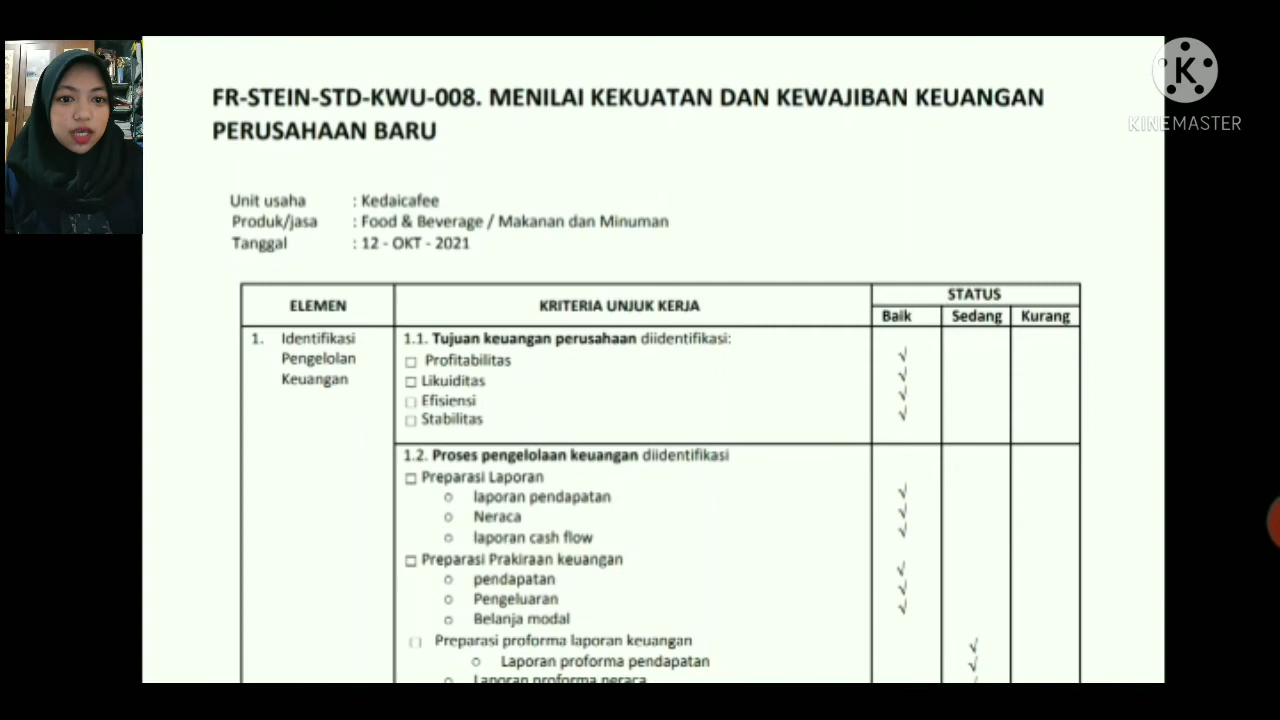 FR-STEIN-STD-KWU-008. MENILAI KEKUATAN DAN KEWAJIBAN KEUANGAN
PERUSAHAAN BARU
K
KINEMASTER
Unit usaha : Kedaicafee
Produk/jasa : Food & Beverage / Makanan dan Minuman
Tanggal : 12 - OKT - 2021
ELEMEN
KRITERIA UNJUK KERJA
STATUS
Baik Sedang Kurang
1. Identifikasi
Pengelolan
Keuangan
1.1. Tujuan keuangan perusahaan diidentifikasi:
□ Profitabilitas √
□ Likuiditas √
□ Efisiensi √
□ Stabilitas √
1.2. Proses pengelolaan keuangan diidentifikasi
□ Preparasi Laporan
o laporan pendapatan √
o Neraca √
o laporan cash flow √
□ Preparasi Prakiraan keuangan
o pendapatan √
o Pengeluaran √
o Belanja modal √
□ Preparasi proforma laporan keuangan √
o Laporan proforma pendapatan √
o Laporan proforma neraca